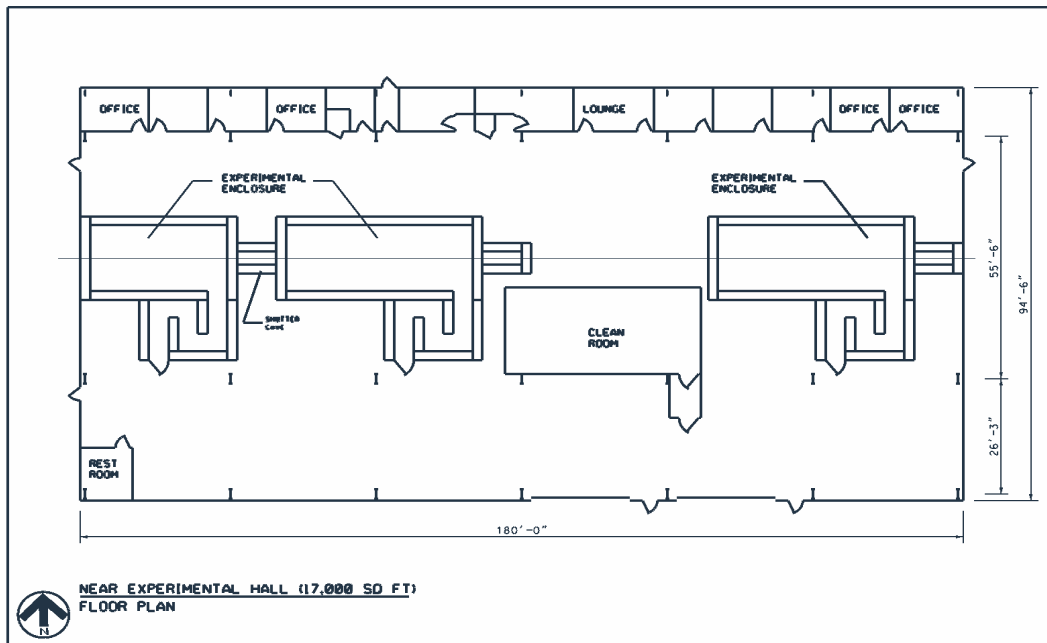 OFFICE
OFFICE
LOUNGE
OFFICE
OFFICE
EXPERIMENTAL
ENCLOSURE
EXPERIMENTAL
ENCLOSURE
55'-6"
94'-6"
SHUTTER
CLEAN
ROOM
26'-3"
REST
ROOM
180'-0"
NEAR EXPERIMENTAL HALL (17,000 SQ FT)
FLOOR PLAN
N